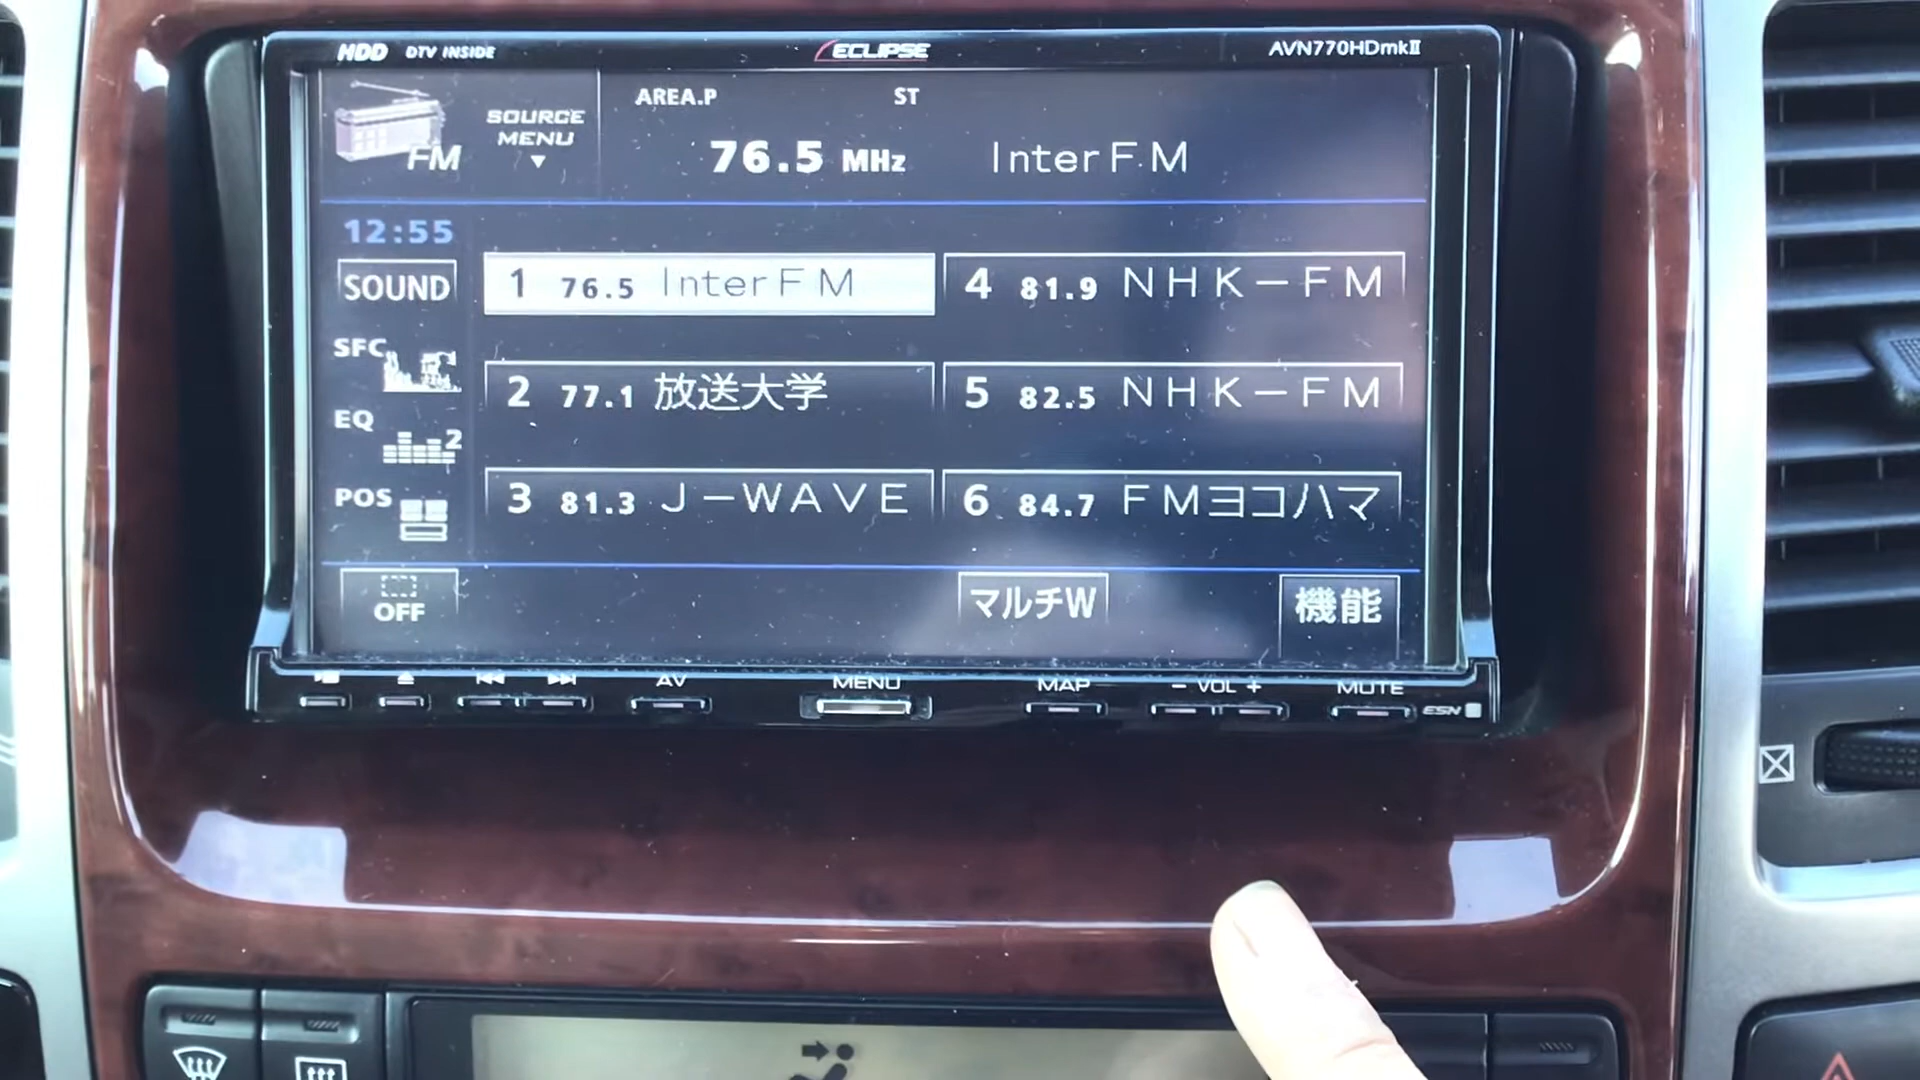 HDD DTV INSIDE ECLIPSE AVN770HDmkII
AREA.P ST
SOURCE MENU
FM 76.5 MHz InterFM
12:55
SOUND
1 76.5 InterFM
4 81.9 NHK-FM
SFC
2 77.1 放送大学
5 82.5 NHK-FM
EQ 2
POS
3 81.3 J-WAVE
6 84.7 FMヨコハマ
OFF マルチW 機能
AV MENU MAP - VOL + MUTE
ESN